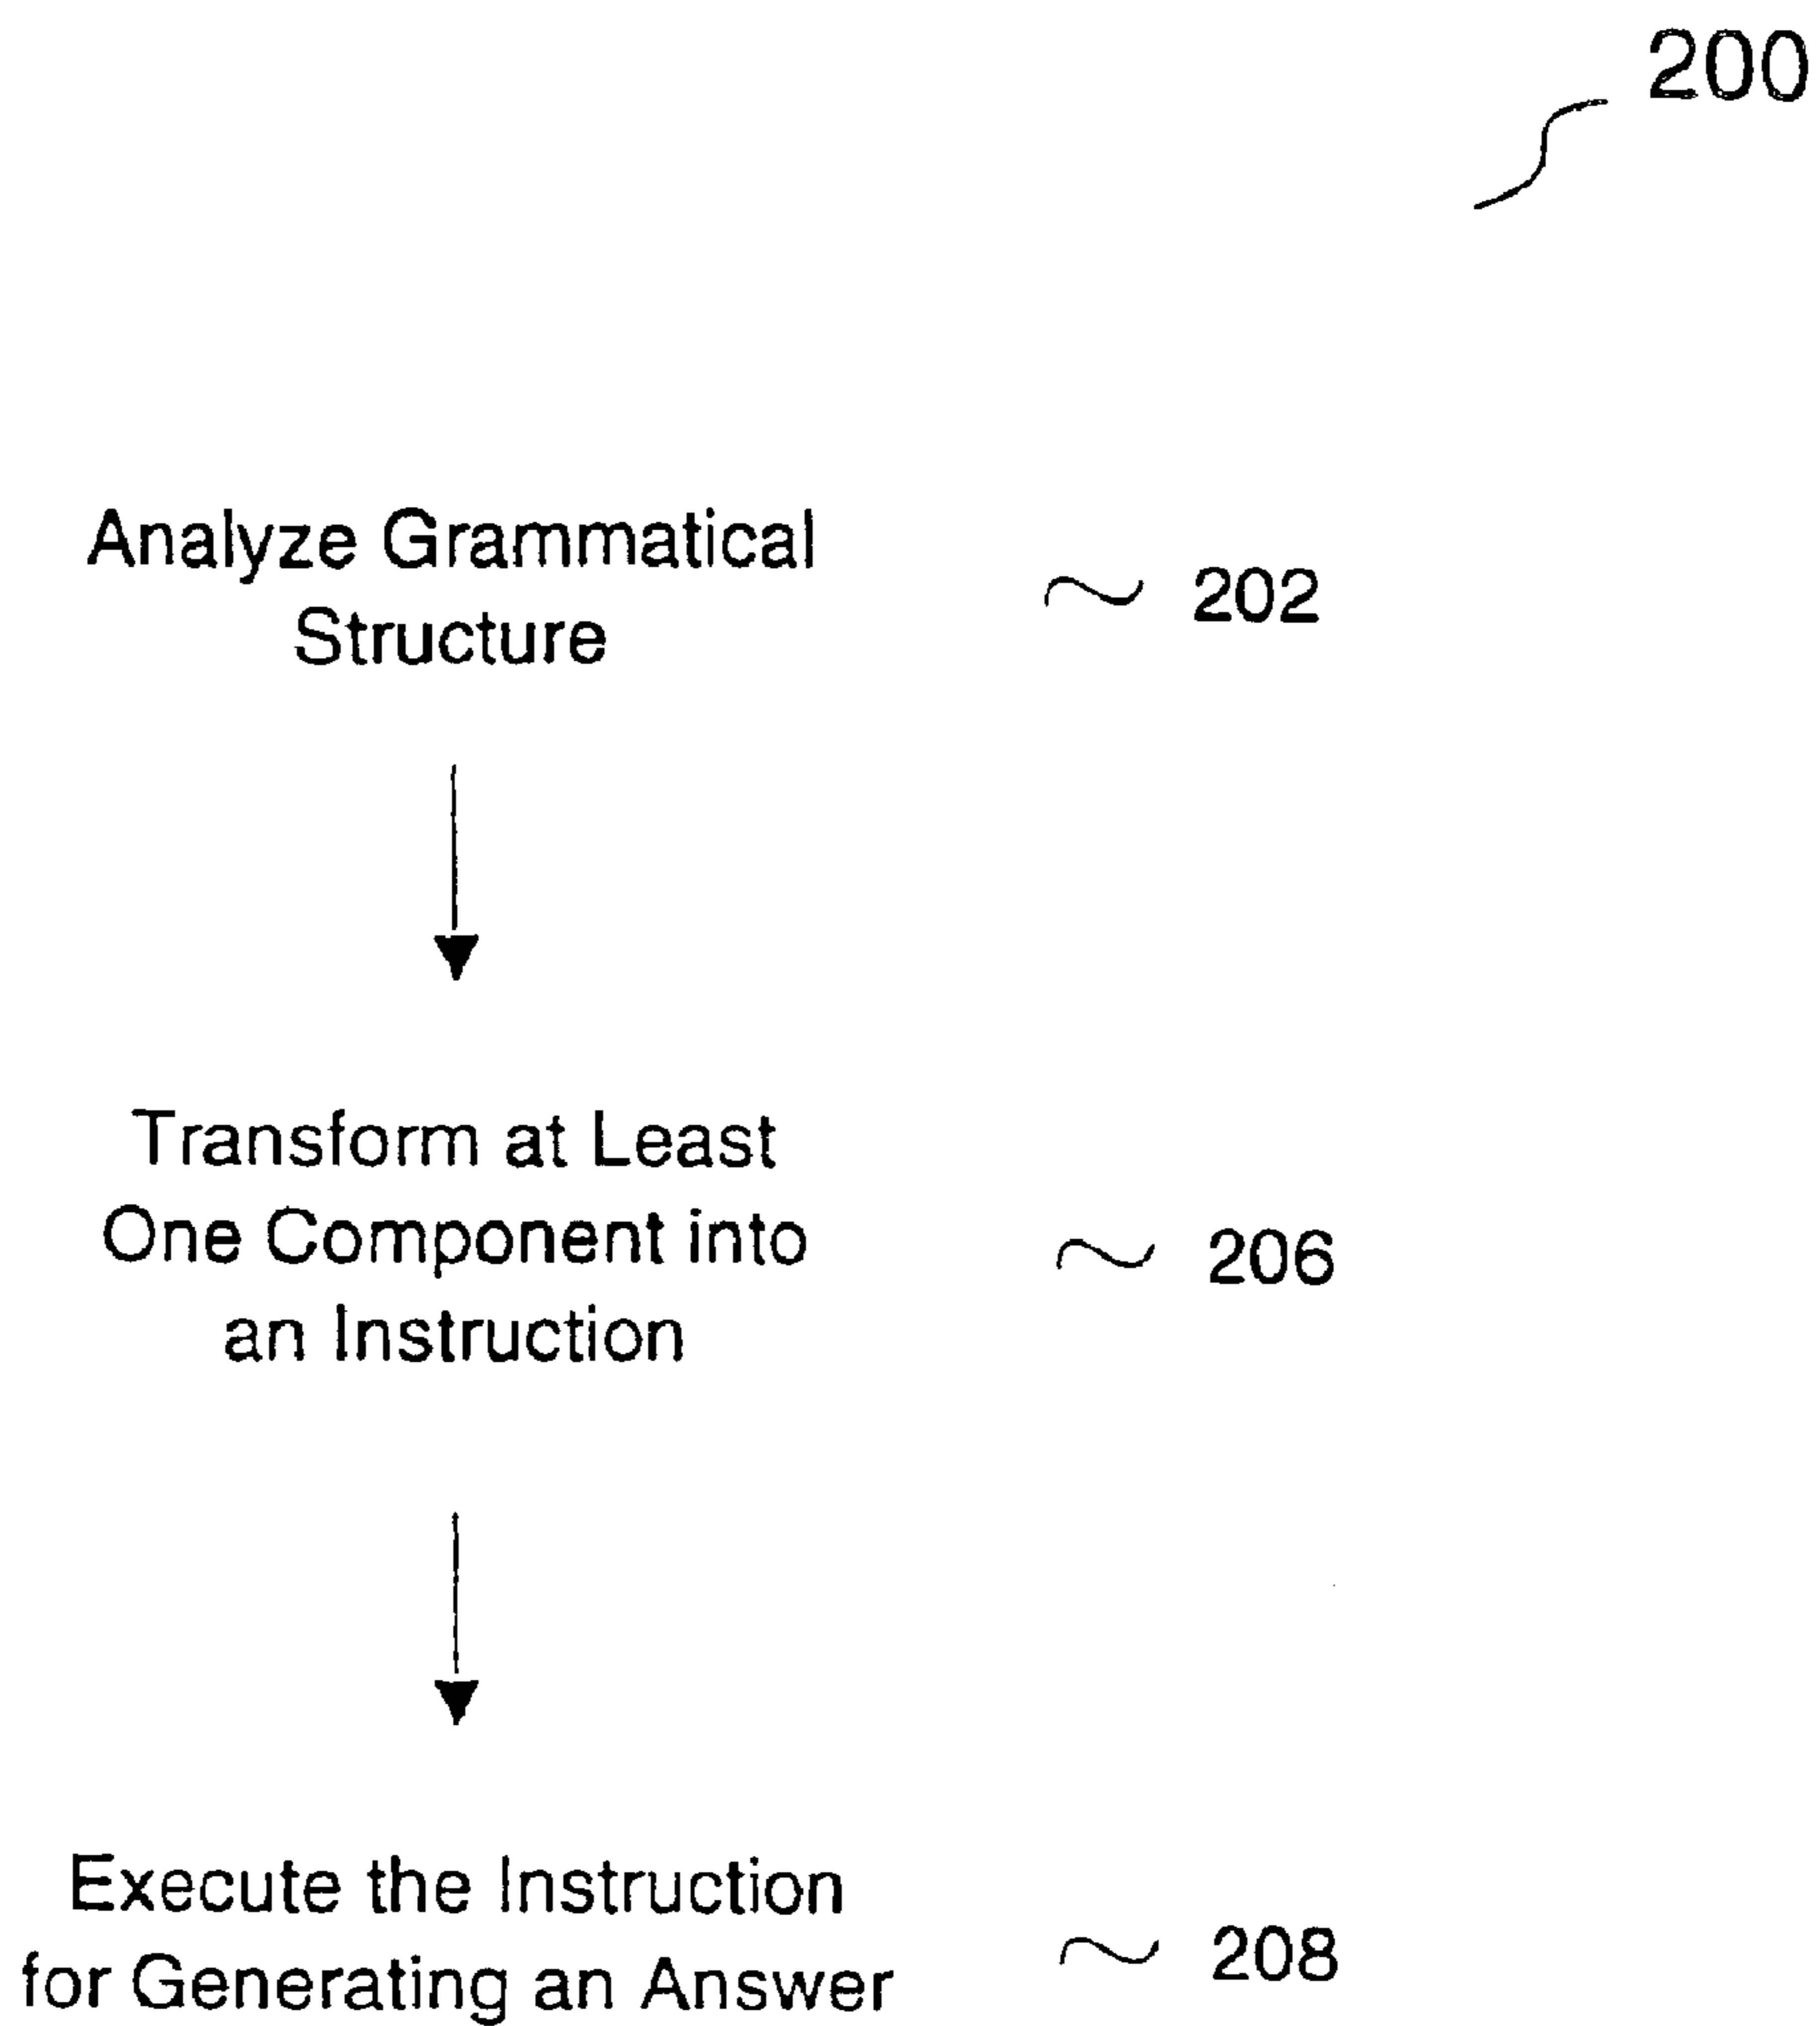 200
Analyze Grammatical
Structure
202
Transform at Least
One Component into
an Instruction
206
Execute the Instruction
for Generating an Answer
208